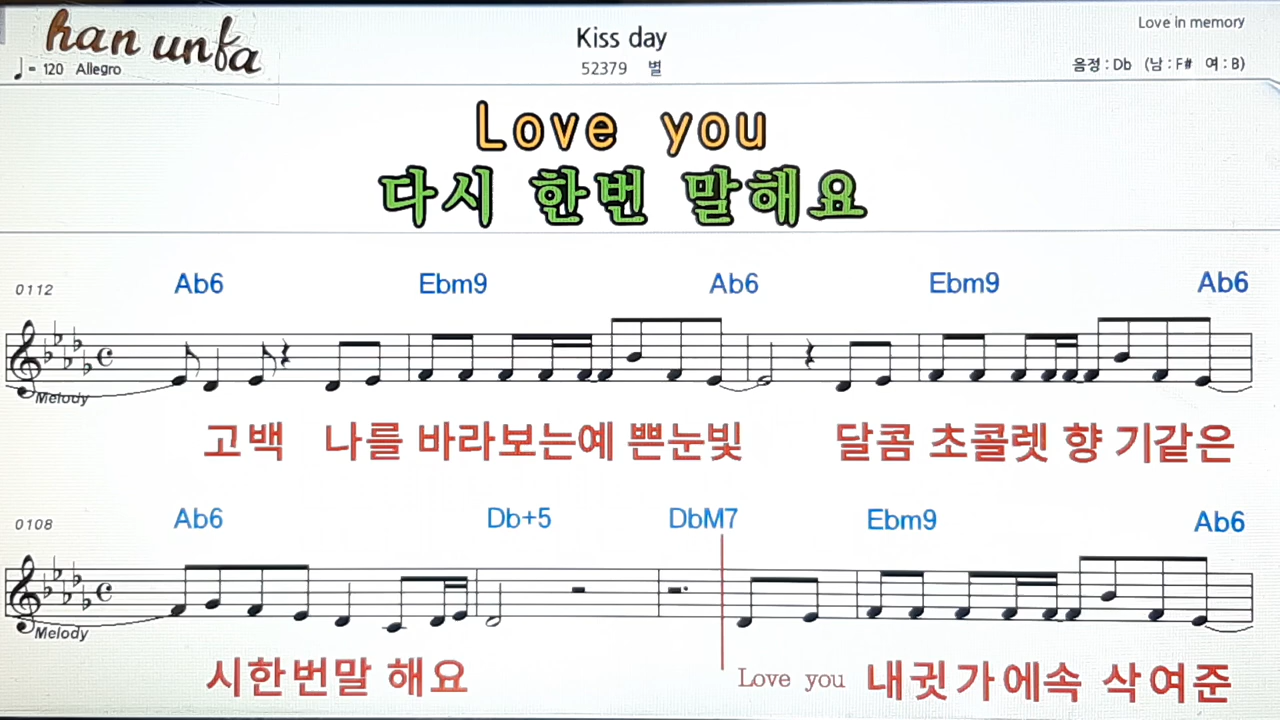 han unfa
Kiss day
Love in memory
♩= 120 Allegro
52379 별
음정 : Db (남 : F# 여 : B)
Love you
다시 한번 말해요
0112 Ab6 Ebm9 Ab6 Ebm9 Ab6
Melody
고백 나를 바라보는예 쁜눈빛 달콤 초콜렛 향 기같은
0108 Ab6 Db+5 DbM7 Ebm9 Ab6
Melody
시한번말 해요 Love you 내귓가에속 삭여준